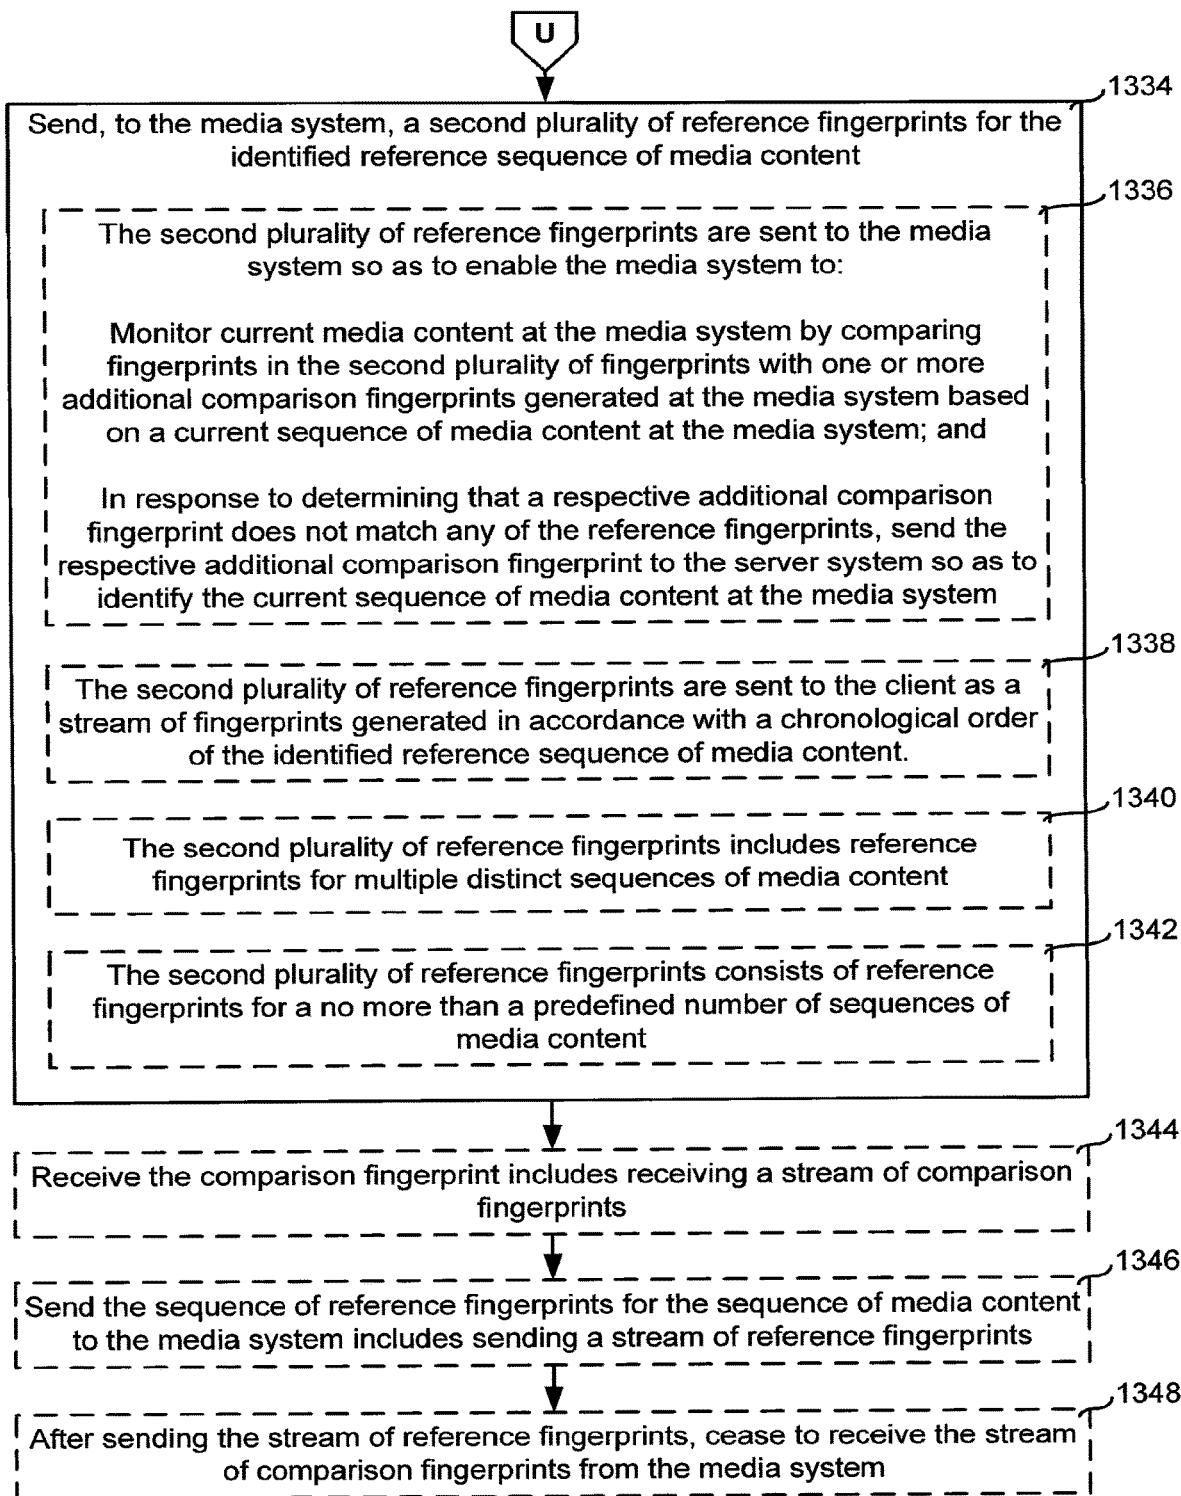 U
1334
Send, to the media system, a second plurality of reference fingerprints for the
identified reference sequence of media content
1336
The second plurality of reference fingerprints are sent to the media
system so as to enable the media system to:
Monitor current media content at the media system by comparing
fingerprints in the second plurality of fingerprints with one or more
additional comparison fingerprints generated at the media system based
on a current sequence of media content at the media system; and
In response to determining that a respective additional comparison
fingerprint does not match any of the reference fingerprints, send the
respective additional comparison fingerprint to the server system so as to
identify the current sequence of media content at the media system
1338
The second plurality of reference fingerprints are sent to the client as a
stream of fingerprints generated in accordance with a chronological order
of the identified reference sequence of media content.
1340
The second plurality of reference fingerprints includes reference
fingerprints for multiple distinct sequences of media content
1342
The second plurality of reference fingerprints consists of reference
fingerprints for a no more than a predefined number of sequences of
media content
1344
Receive the comparison fingerprint includes receiving a stream of comparison
fingerprints
1346
Send the sequence of reference fingerprints for the sequence of media content
to the media system includes sending a stream of reference fingerprints
1348
After sending the stream of reference fingerprints, cease to receive the stream
of comparison fingerprints from the media system